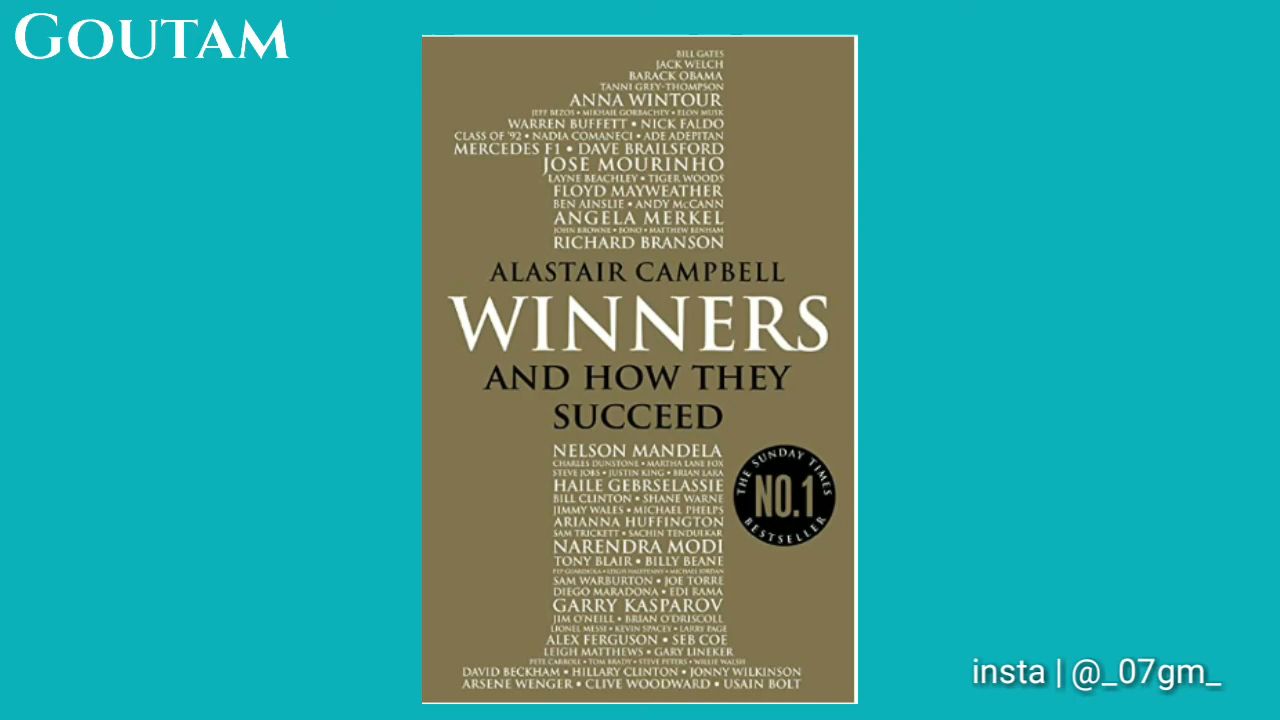 GOUTAM
BILL GATES
JACK WELCH
BARACK OBAMA
TANNI GREY-THOMPSON
ANNA WINTOUR
JEFF BEZOS • MIKHAIL GORBACHEV • ELON MUSK
WARREN BUFFETT • NICK FALDO
CLASS OF '92 • NADIA COMANECI • ADE ADEPITAN
MERCEDES F1 • DAVE BRAILSFORD
JOSE MOURINHO
LAYNE BEACHLEY • TIGER WOODS
FLOYD MAYWEATHER
BEN AINSLIE • ANDY McCANN
ANGELA MERKEL
JOHN BROWNE • BONO • MATTHEW BENHAM
RICHARD BRANSON
ALASTAIR CAMPBELL
WINNERS
AND HOW THEY
SUCCEED
NELSON MANDELA
CHARLES DUNSTONE • MARTHA LANE FOX
STEVE JOBS • JUSTIN KING • BRIAN LARA
HAILE GEBRSELASSIE
BILL CLINTON • SHANE WARNE
JIMMY WALES • MICHAEL PHELPS
ARIANNA HUFFINGTON
SAM TRICKETT • SACHIN TENDULKAR
NARENDRA MODI
TONY BLAIR • BILLY BEANE
PEP GUARDIOLA • LEIGH HALFPENNY • MICHAEL JORDAN
SAM WARBURTON • JOE TORRE
DIEGO MARADONA • EDI RAMA
GARRY KASPAROV
JIM O'NEILL • BRIAN O'DRISCOLL
LIONEL MESSI • KEVIN SPACEY • LARRY PAGE
ALEX FERGUSON • SEB COE
LEIGH MATTHEWS • GARY LINEKER
PETE CARROLL • TOM BRADY • STEVE PETERS • WILLIE WALSH
DAVID BECKHAM • HILLARY CLINTON • JONNY WILKINSON
ARSENE WENGER • CLIVE WOODWARD • USAIN BOLT
THE SUNDAY TIMES
NO.1
BESTSELLER
insta | @_07gm_